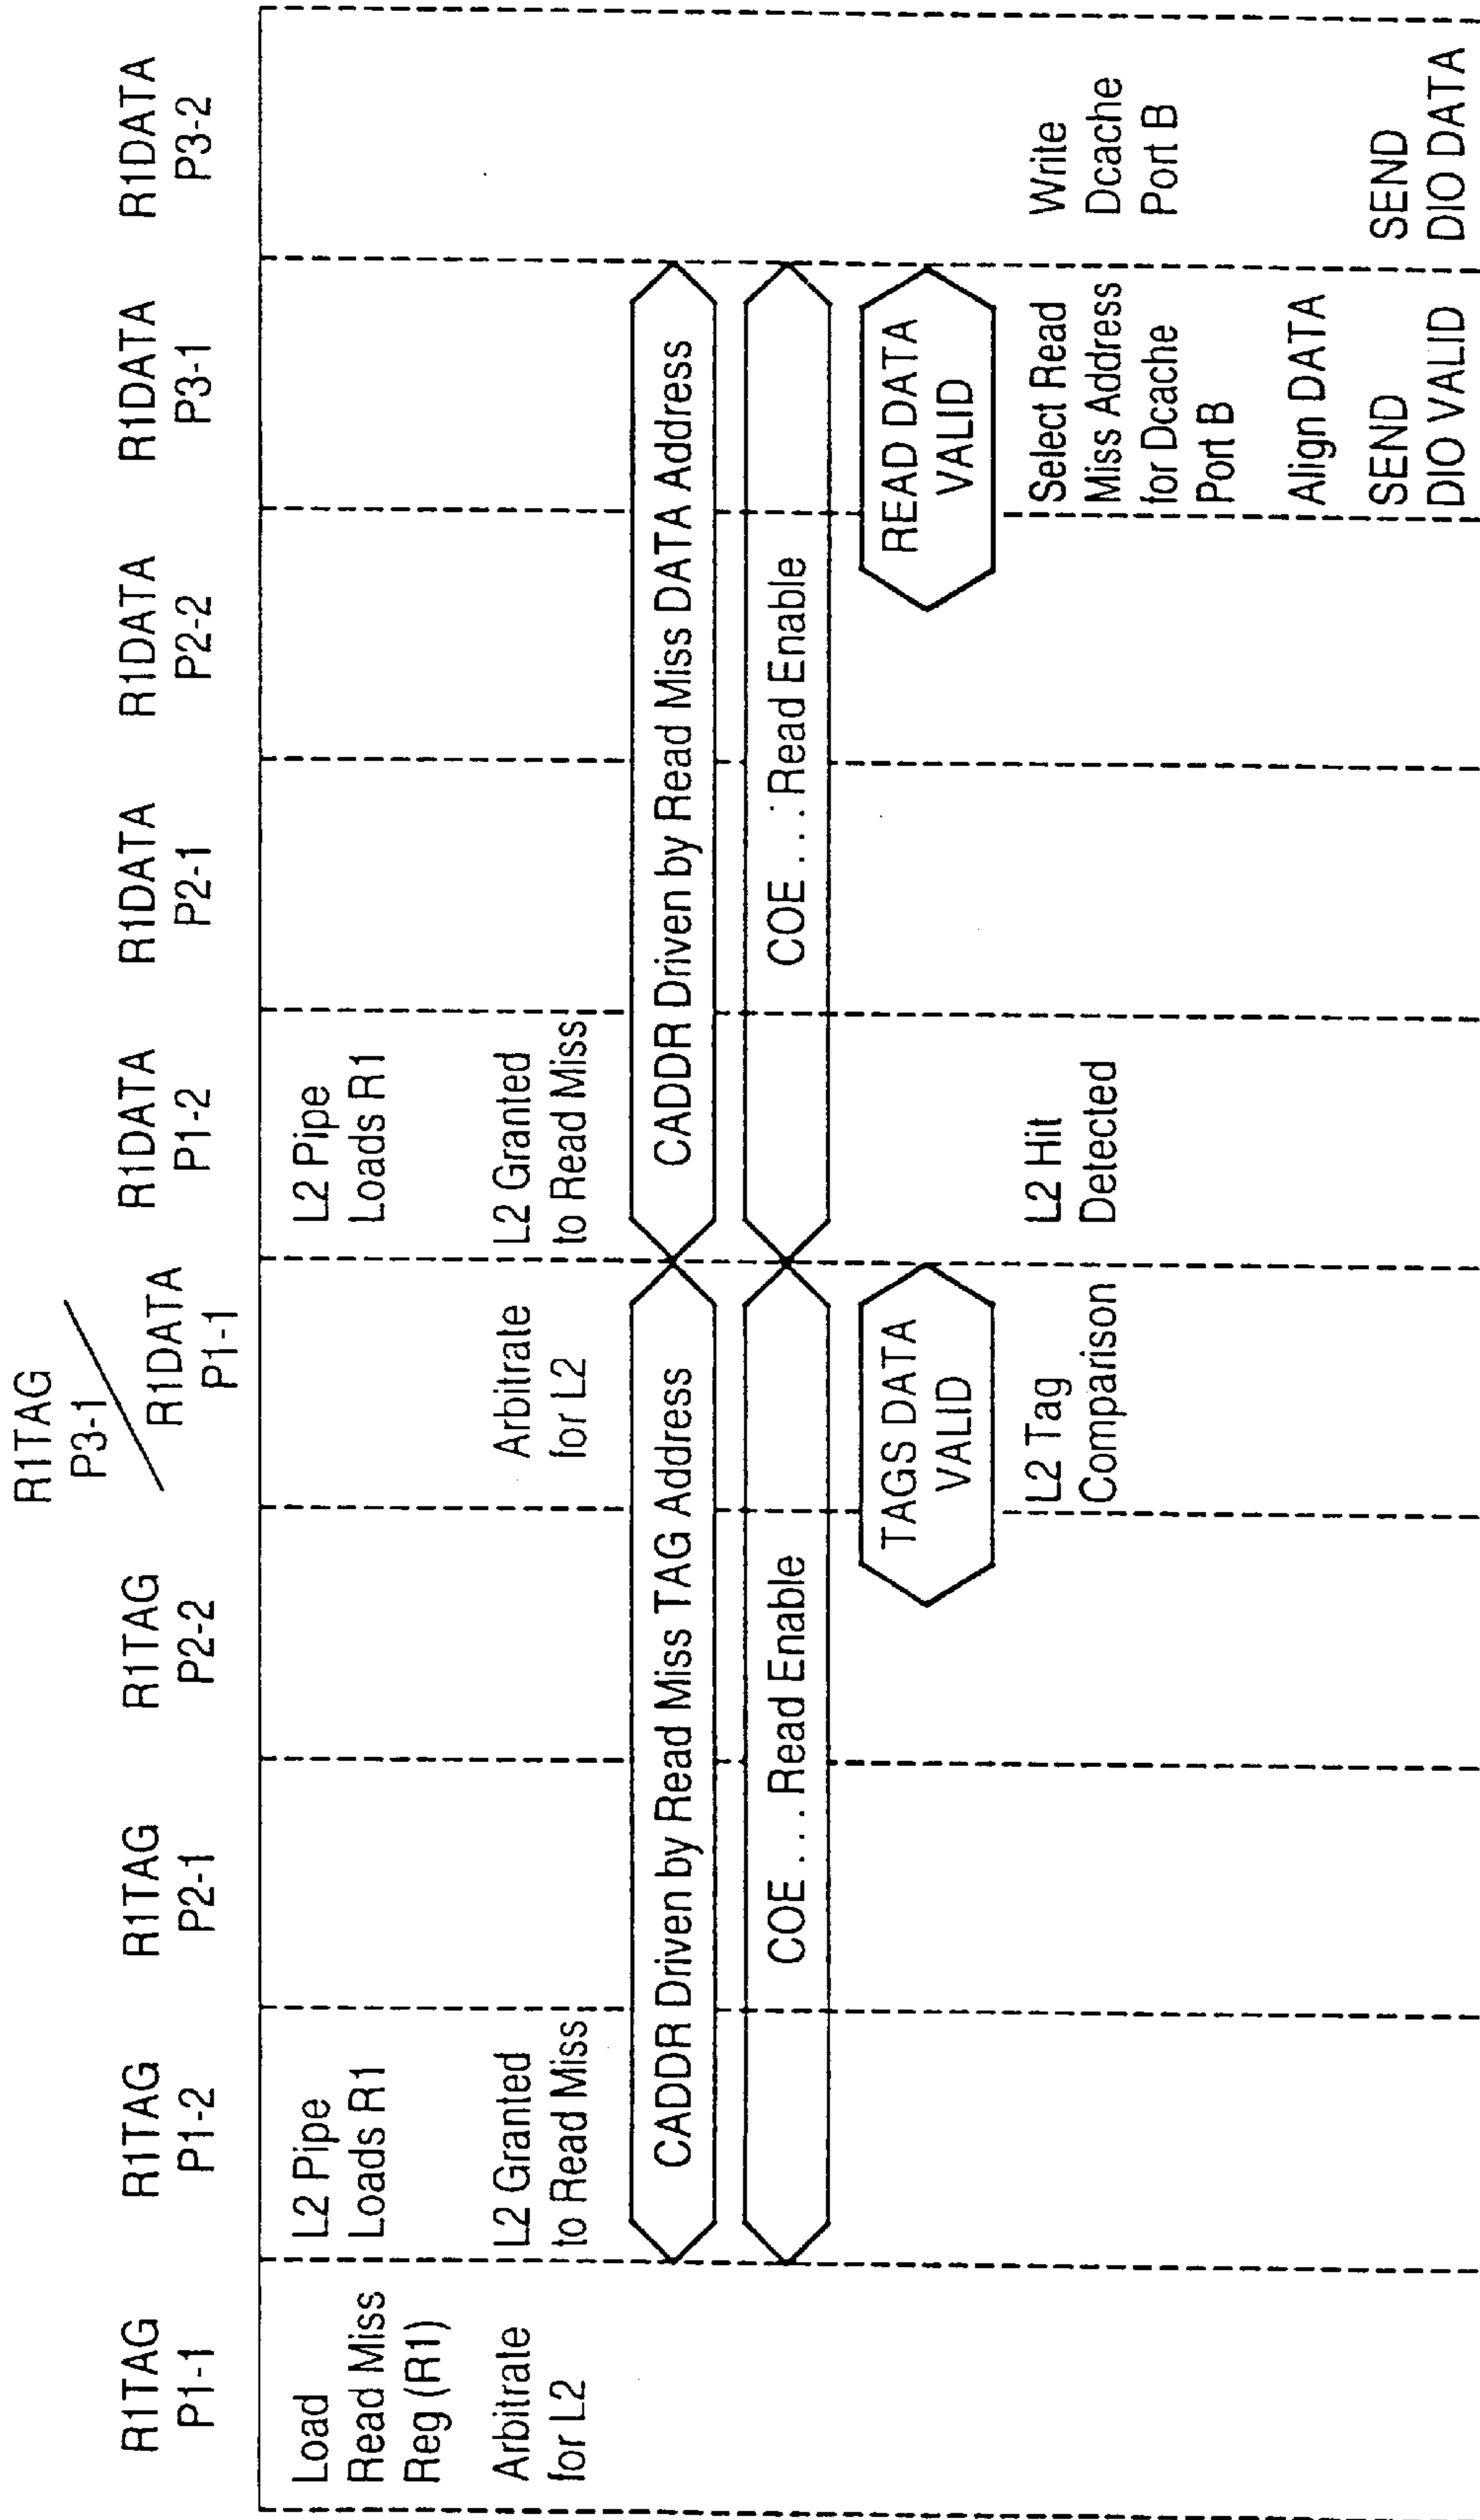 R1TAG
P1-1
R1TAG
P1-2
R1TAG
P2-1
R1TAG
P2-2
R1TAG
P3-1
R1DATA
P1-1
R1DATA
P1-2
R1DATA
P2-1
R1DATA
P2-2
R1DATA
P3-1
R1DATA
P3-2
Load
Read Miss
Reg (R1)
Arbitrate
for L2
L2 Pipe
Loads R1
L2 Granted
to Read Miss
Arbitrate
for L2
L2 Pipe
Loads R1
L2 Granted
to Read Miss
CADDR Driven by Read Miss TAG Address
CADDR Driven by Read Miss DATA Address
COE .... Read Enable
COE .... Read Enable
TAGS DATA
VALID
READ DATA
VALID
L2 Tag
Comparison
L2 Hit
Detected
Select Read
Miss Address
for Dcache
Port B
Align DATA
SEND
DIO VALID
Write
Dcache
Port B
SEND
DIO DATA